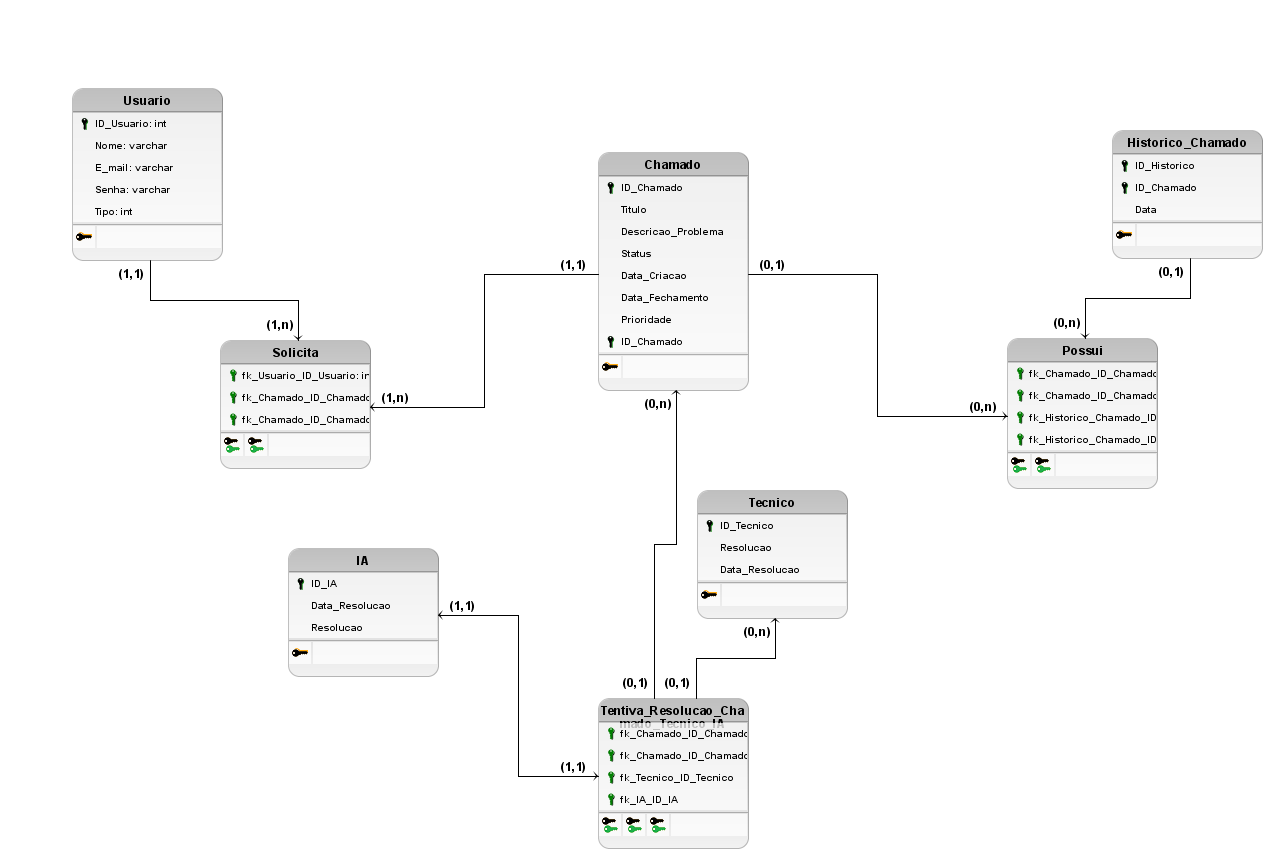 Usuario
ID_Usuario: int
Nome: varchar
E_mail: varchar
Senha: varchar
Tipo: int
(1,1)
(1,n)
Solicita
fk_Usuario_ID_Usuario: in
fk_Chamado_ID_Chamado
fk_Chamado_ID_Chamado
(1,n)
(1,1)
Chamado
ID_Chamado
Titulo
Descricao_Problema
Status
Data_Criacao
Data_Fechamento
Prioridade
ID_Chamado
(0,1)
(0,n)
Historico_Chamado
ID_Historico
ID_Chamado
Data
(0,1)
(0,n)
Possui
fk_Chamado_ID_Chamado
fk_Chamado_ID_Chamado
fk_Historico_Chamado_ID
fk_Historico_Chamado_ID
(0,n)
Tecnico
ID_Tecnico
Resolucao
Data_Resolucao
(0,n)
IA
ID_IA
Data_Resolucao
Resolucao
(1,1)
(0,1)
(0,1)
(1,1)
Tentiva_Resolucao_Cha
mado_Tecnico_IA
fk_Chamado_ID_Chamado
fk_Chamado_ID_Chamado
fk_Tecnico_ID_Tecnico
fk_IA_ID_IA